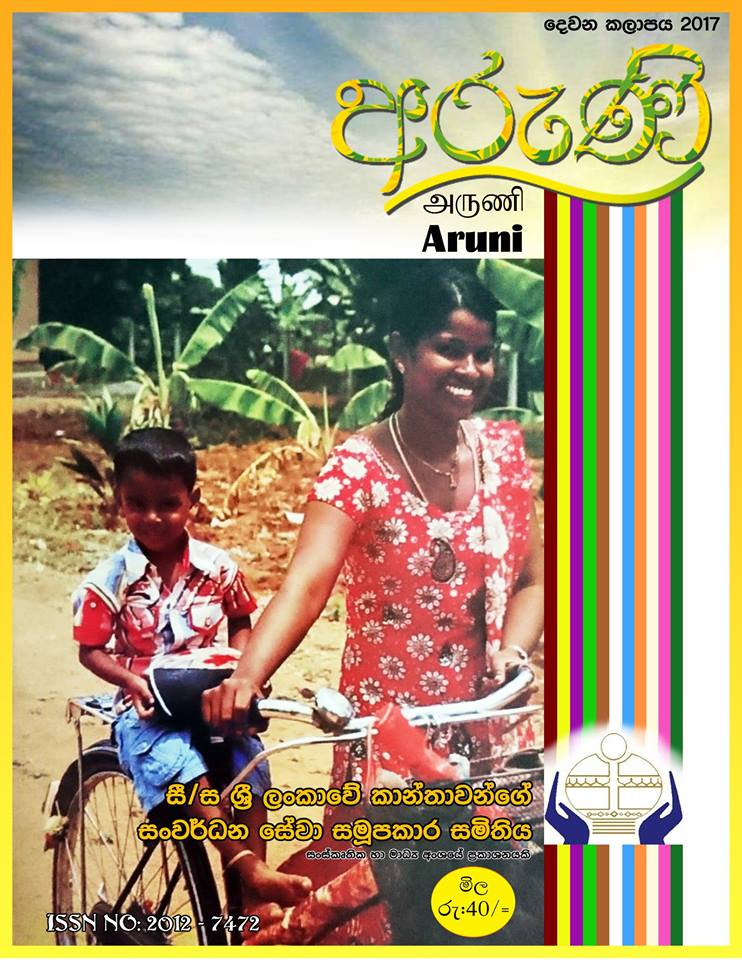 දෙවන කලාපය 2017
අරුණි
அருணி
Aruni
සී/ස ශ්‍රී ලංකාවේ කාන්තාවන්ගේ
සංවර්ධන සේවා සමූපකාර සමිතිය
සංස්කෘතික හා මාධ්‍ය අංශයේ ප්‍රකාශනයකි
මිල
රු:40/=
ISSN NO: 2012 - 7472